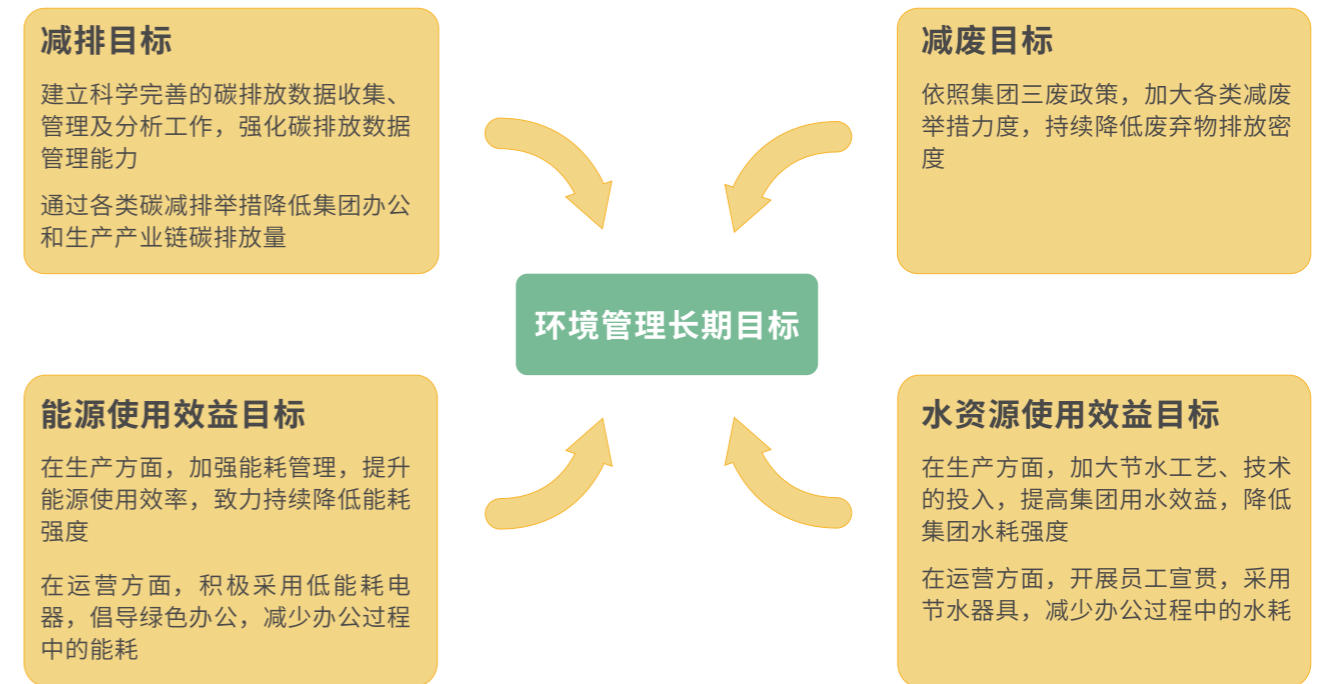 减排目标
建立科学完善的碳排放数据收集、
管理及分析工作，强化碳排放数据
管理能力
通过各类碳减排举措降低集团办公
和生产产业链碳排放量
减废目标
依照集团三废政策，加大各类减废
举措力度，持续降低废弃物排放密
度
环境管理长期目标
能源使用效益目标
在生产方面，加强能耗管理，提升
能源使用效率，致力持续降低能耗
强度
在运营方面，积极采用低能耗电
器，倡导绿色办公，减少办公过程
中的能耗
水资源使用效益目标
在生产方面，加大节水工艺、技术
的投入，提高集团用水效益，降低
集团水耗强度
在运营方面，开展员工宣贯，采用
节水器具，减少办公过程中的水耗